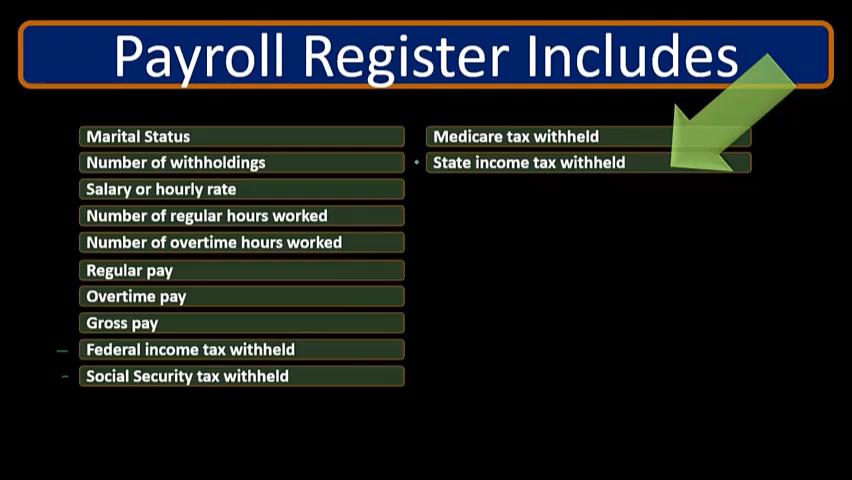 Payroll Register Includes
Marital Status
Number of withholdings
Salary or hourly rate
Number of regular hours worked
Number of overtime hours worked
Regular pay
Overtime pay
Gross pay
Federal income tax withheld
Social Security tax withheld
Medicare tax withheld
State income tax withheld